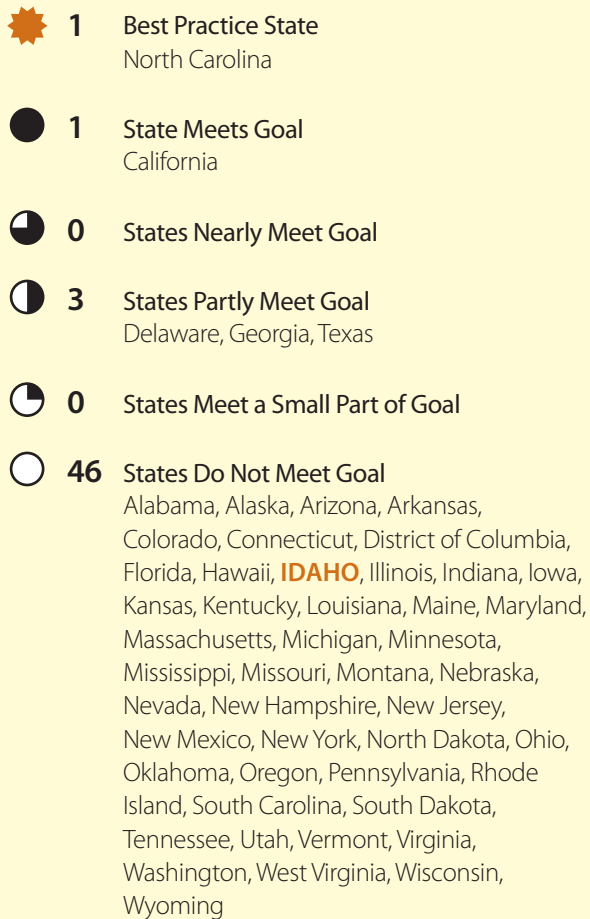 1 Best Practice State
North Carolina
1 State Meets Goal
California
0 States Nearly Meet Goal
3 States Partly Meet Goal
Delaware, Georgia, Texas
0 States Meet a Small Part of Goal
46 States Do Not Meet Goal
Alabama, Alaska, Arizona, Arkansas,
Colorado, Connecticut, District of Columbia,
Florida, Hawaii, IDAHO, Illinois, Indiana, Iowa,
Kansas, Kentucky, Louisiana, Maine, Maryland,
Massachusetts, Michigan, Minnesota,
Mississippi, Missouri, Montana, Nebraska,
Nevada, New Hampshire, New Jersey,
New Mexico, New York, North Dakota, Ohio,
Oklahoma, Oregon, Pennsylvania, Rhode
Island, South Carolina, South Dakota,
Tennessee, Utah, Vermont, Virginia,
Washington, West Virginia, Wisconsin,
Wyoming